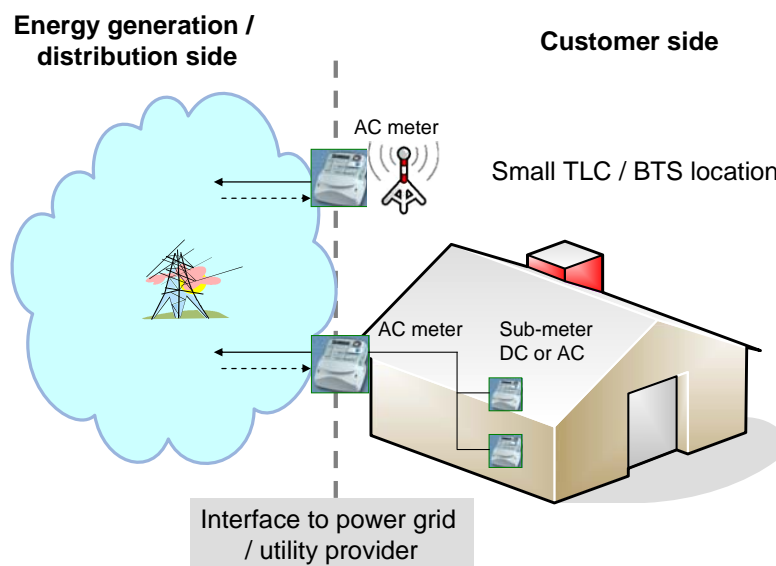 Energy generation /
distribution side
Customer side
AC meter
Small TLC / BTS location
AC meter
Sub-meter
DC or AC
Interface to power grid
/ utility provider